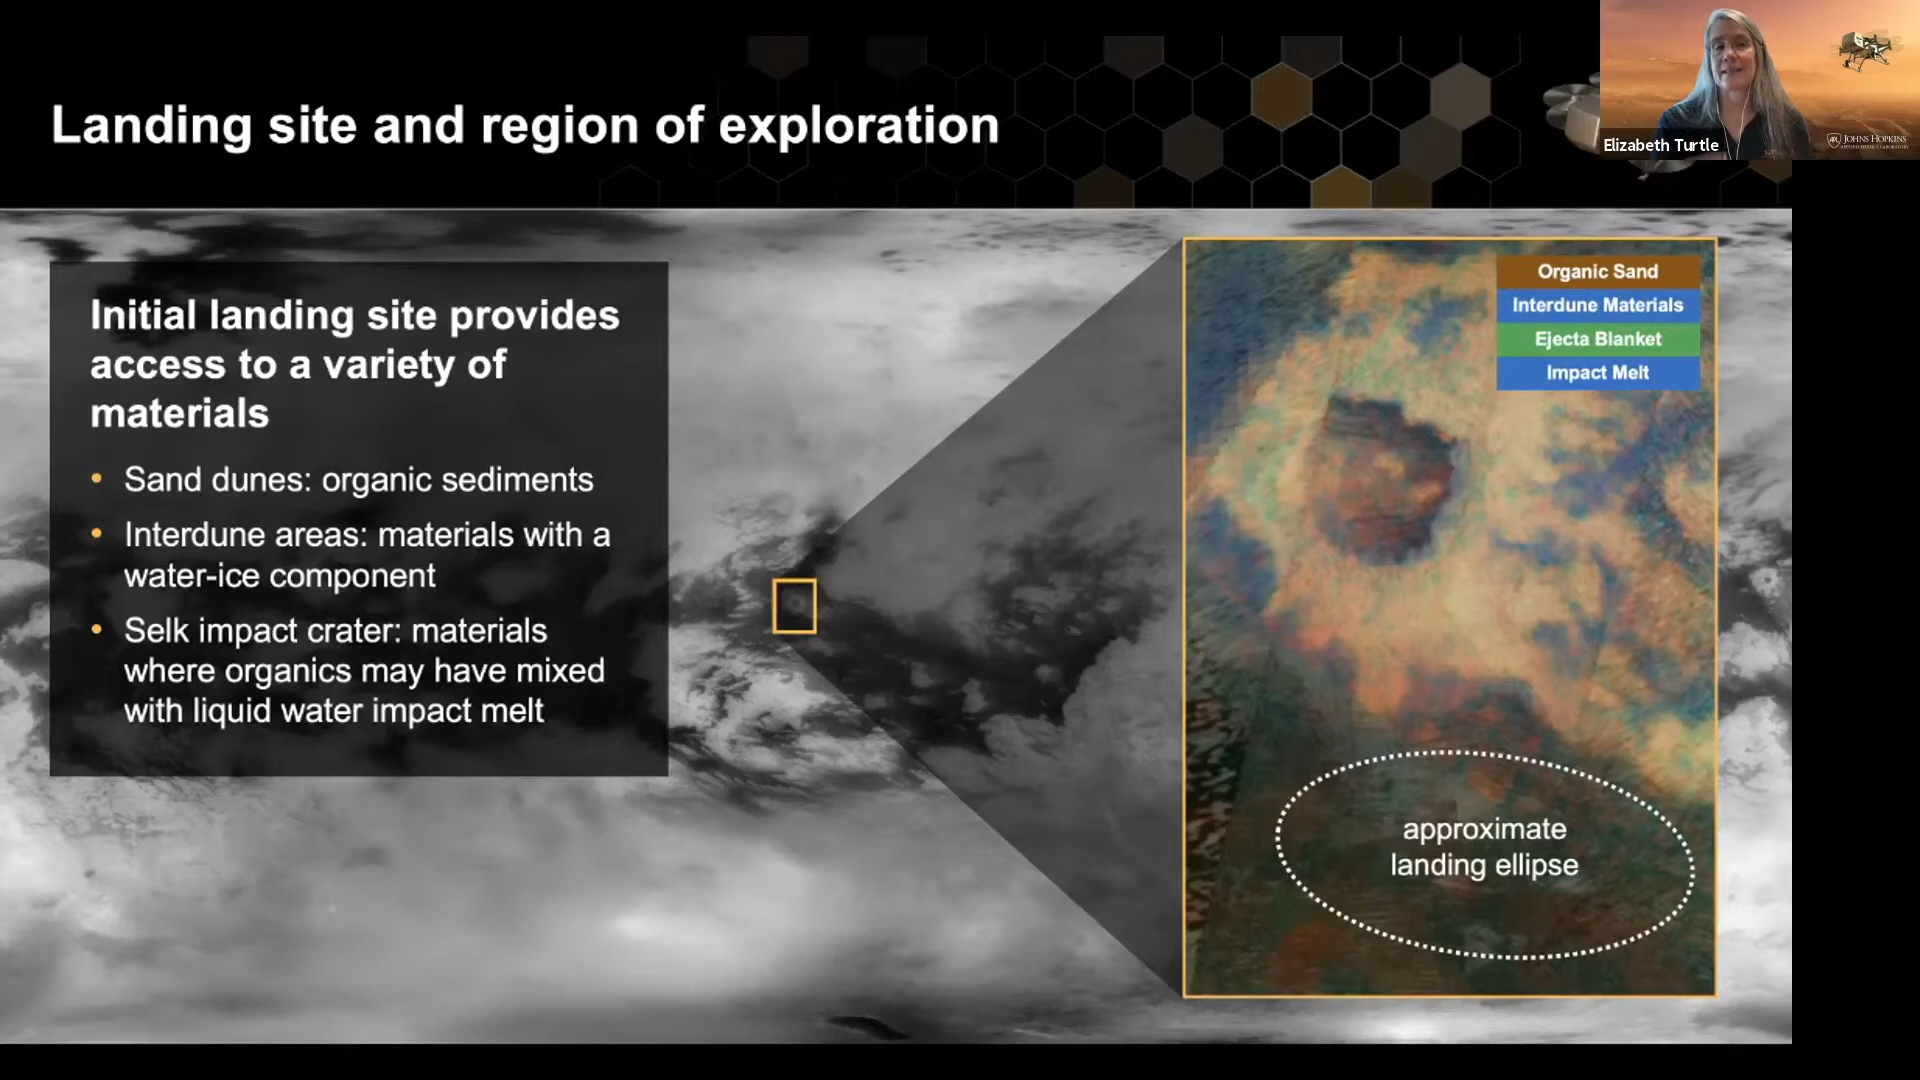 Landing site and region of exploration
Elizabeth Turtle
JOHNS HOPKINS
Initial landing site provides
access to a variety of
materials
• Sand dunes: organic sediments
• Interdune areas: materials with a
water-ice component
• Selk impact crater: materials
where organics may have mixed
with liquid water impact melt
Organic Sand
Interdune Materials
Ejecta Blanket
Impact Melt
approximate
landing ellipse